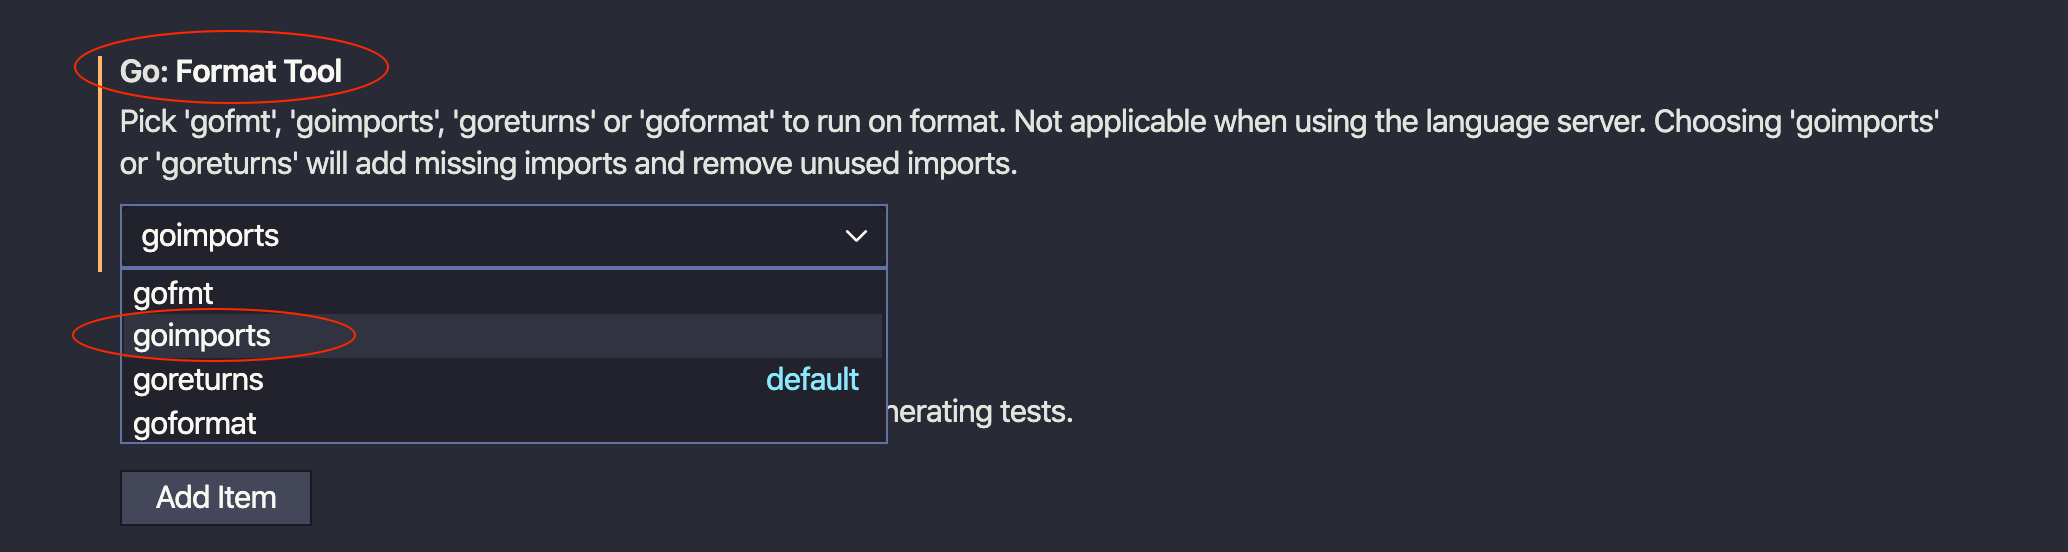 Go: Format Tool
Pick 'gofmt', 'goimports', 'goreturns' or 'goformat' to run on format. Not applicable when using the language server. Choosing 'goimports'
or 'goreturns' will add missing imports and remove unused imports.
goimports
gofmt
goimports
goreturns default
goformat
nerating tests.
Add Item